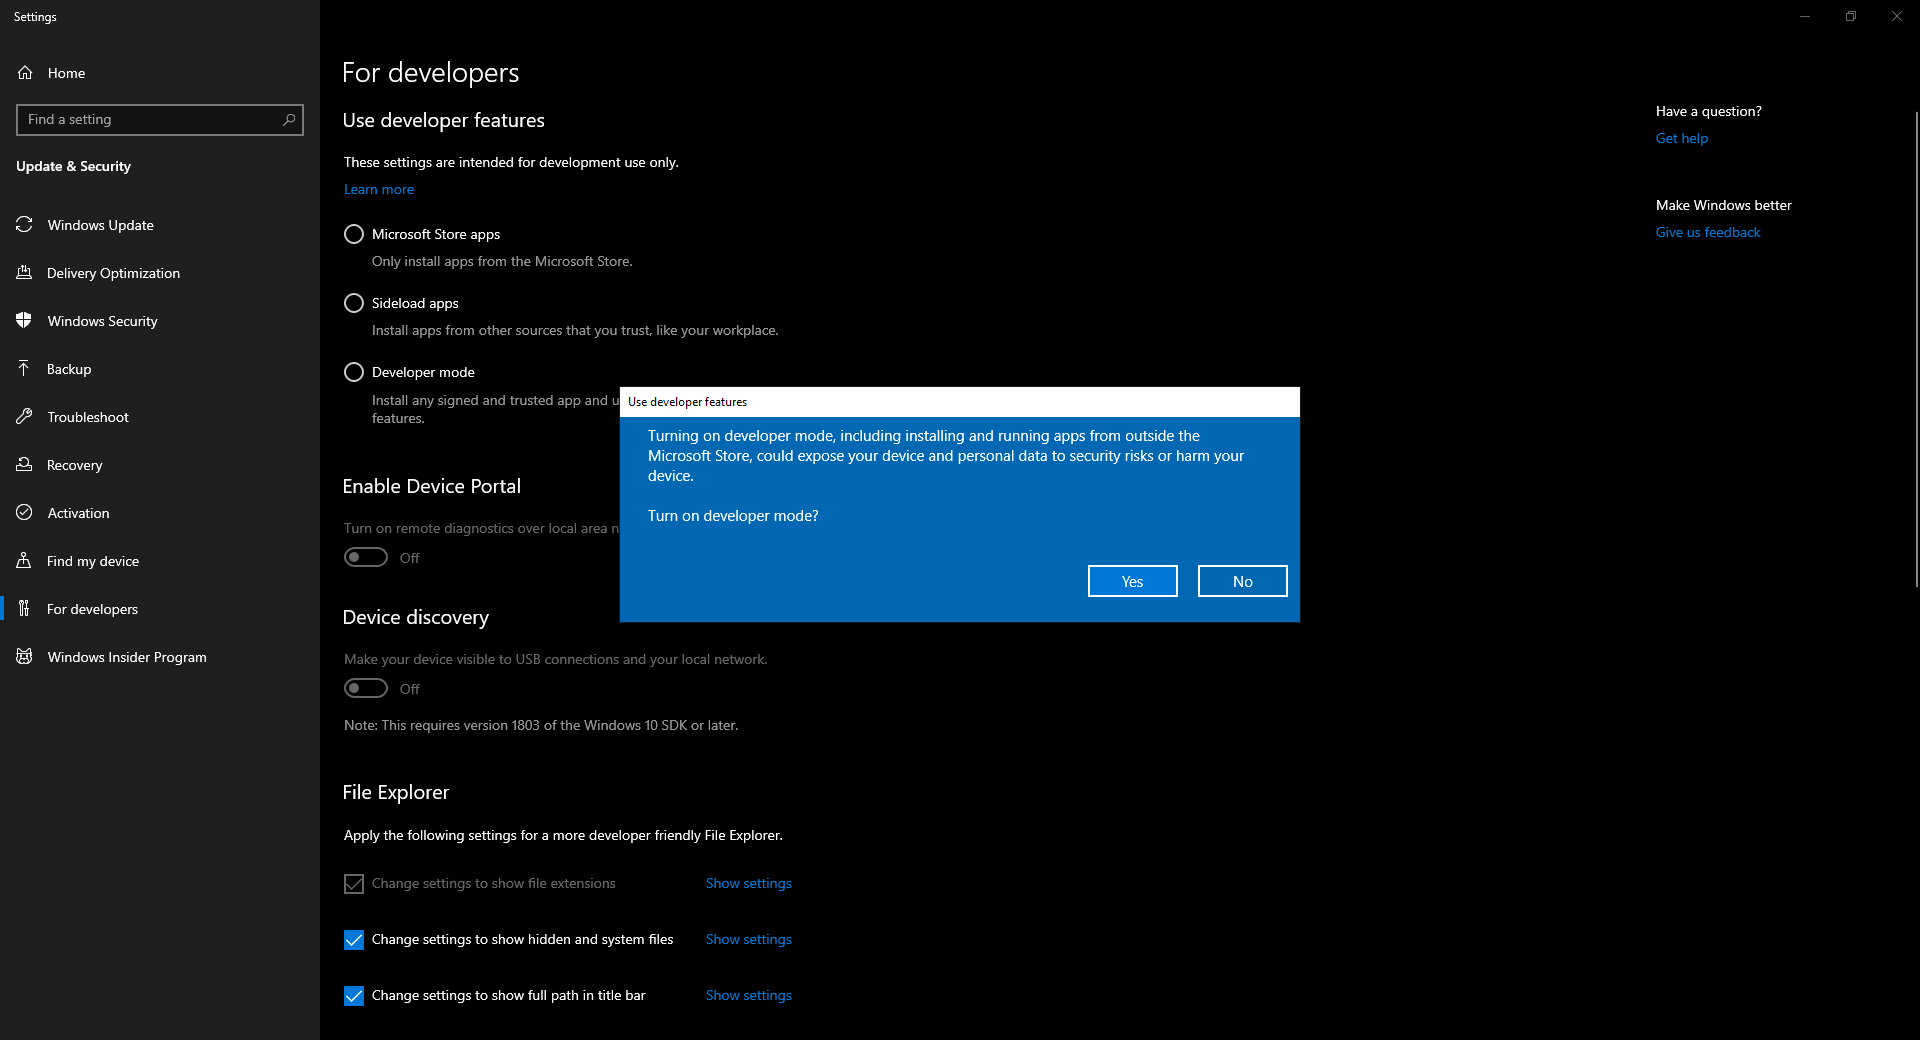 Settings
Home
Find a setting
Update & Security
Windows Update
Delivery Optimization
Windows Security
Backup
Troubleshoot
Recovery
Activation
Find my device
For developers
Windows Insider Program
For developers
Use developer features
These settings are intended for development use only.
Learn more
Microsoft Store apps
Only install apps from the Microsoft Store.
Sideload apps
Install apps from other sources that you trust, like your workplace.
Developer mode
Install any signed and trusted app and u
features.
Enable Device Portal
Turn on remote diagnostics over local area n
Off
Device discovery
Make your device visible to USB connections and your local network.
Off
Note: This requires version 1803 of the Windows 10 SDK or later.
File Explorer
Apply the following settings for a more developer friendly File Explorer.
Change settings to show file extensions
Show settings
Change settings to show hidden and system files
Show settings
Change settings to show full path in title bar
Show settings
Use developer features
Turning on developer mode, including installing and running apps from outside the
Microsoft Store, could expose your device and personal data to security risks or harm your
device.
Turn on developer mode?
Yes
No
Have a question?
Get help
Make Windows better
Give us feedback